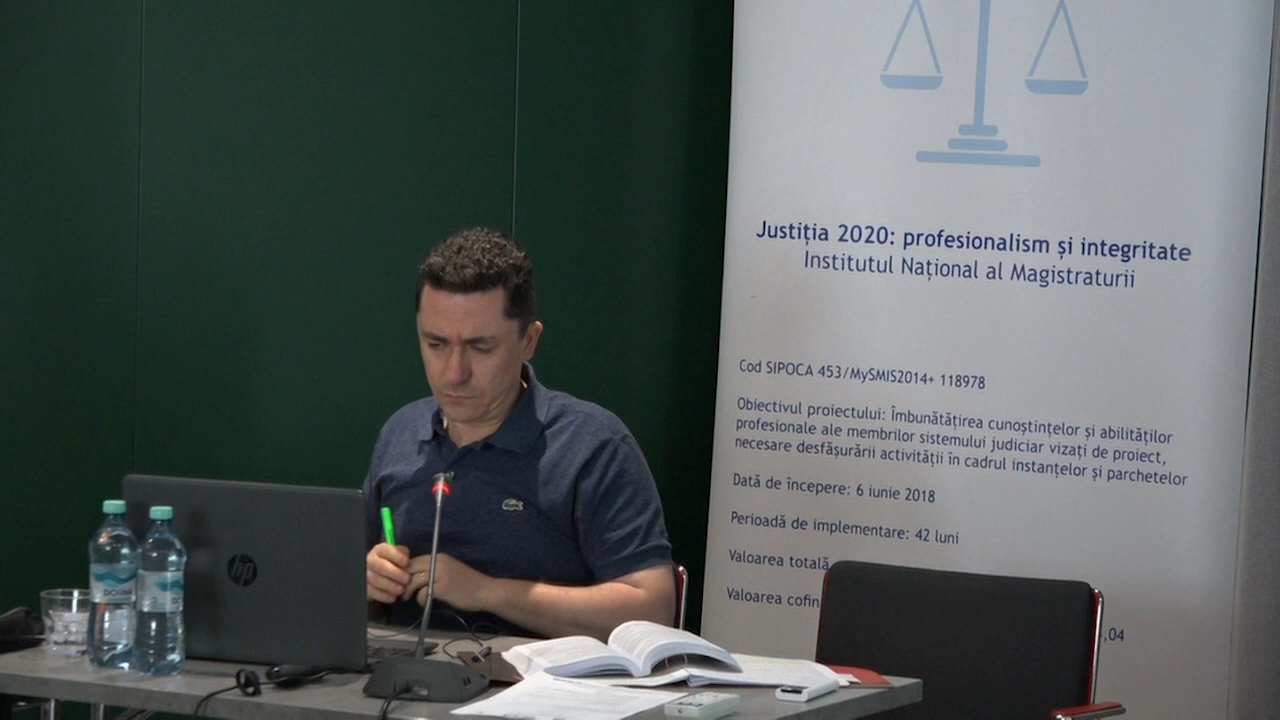 Justiția 2020: profesionalism și integritate
Institutul Național al Magistraturii
Cod SIPOCA 453/MySMIS2014+ 118978
Obiectivul proiectului: Îmbunătățirea cunoștințelor și abilităților
profesionale ale membrilor sistemului judiciar vizați de proiect,
necesare desfășurării activității în cadrul instanțelor și parchetelor
Dată de începere: 6 iunie 2018
Perioadă de implementare: 42 luni
Valoarea totală
Valoarea
,04
hp